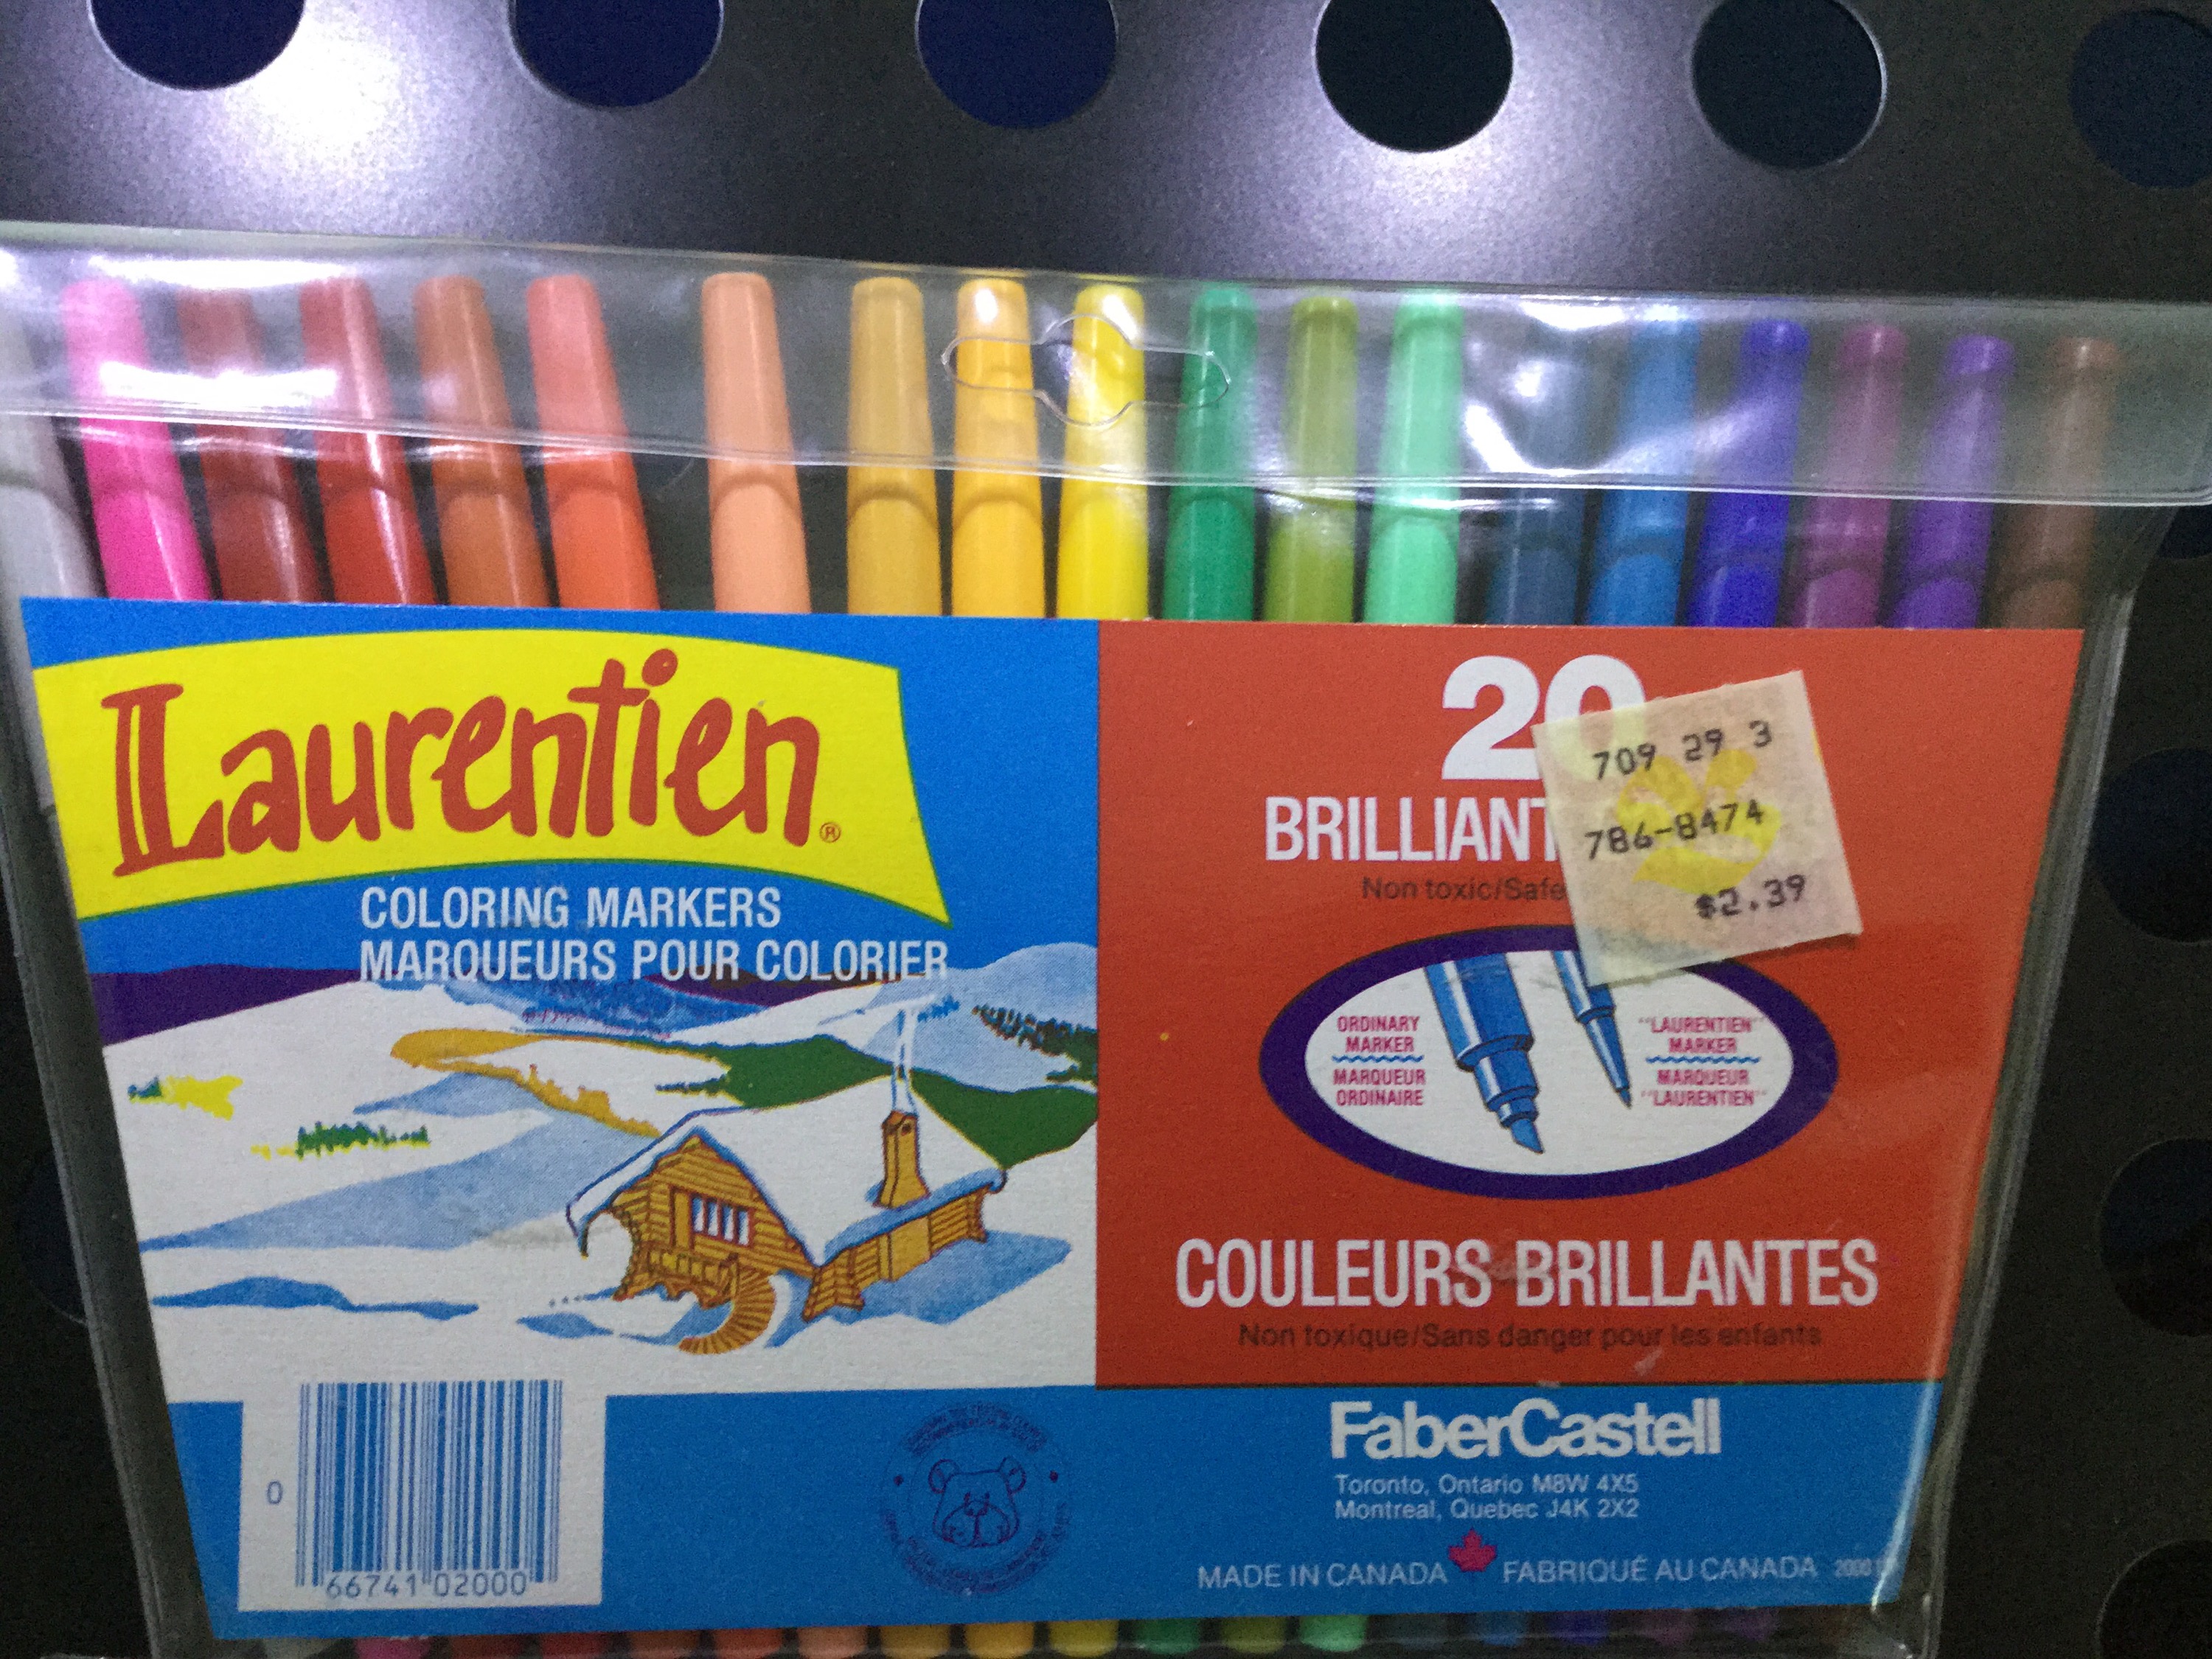 Laurentien®
COLORING MARKERS
MARQUEURS POUR COLORIER
20
BRILLIANT
Non toxic/Safe
709 29 3
786-8474
$2.39
ORDINARY
MARKER
MARQUEUR
ORDINAIRE
"LAURENTIEN"
MARKER
MARQUEUR
"LAURENTIEN"
COULEURS BRILLANTES
Non toxique/Sans danger pour les enfants
FaberCastell
Toronto, Ontario M8W 4X5
Montreal, Quebec J4K 2X2
MADE IN CANADA FABRIQUÉ AU CANADA
0 66741 02000